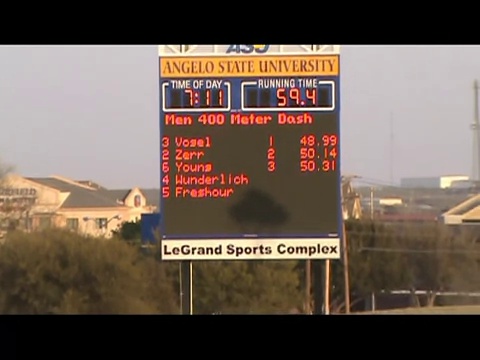 ASU
ANGELO STATE UNIVERSITY
TIME OF DAY RUNNING TIME
7:11 59.4
Men 400 Meter Dash
3 Vosel 1 48.99
2 Zerr 2 50.14
6 Youns 3 50.31
4 Wunderlich
5 Freshour
LeGrand Sports Complex